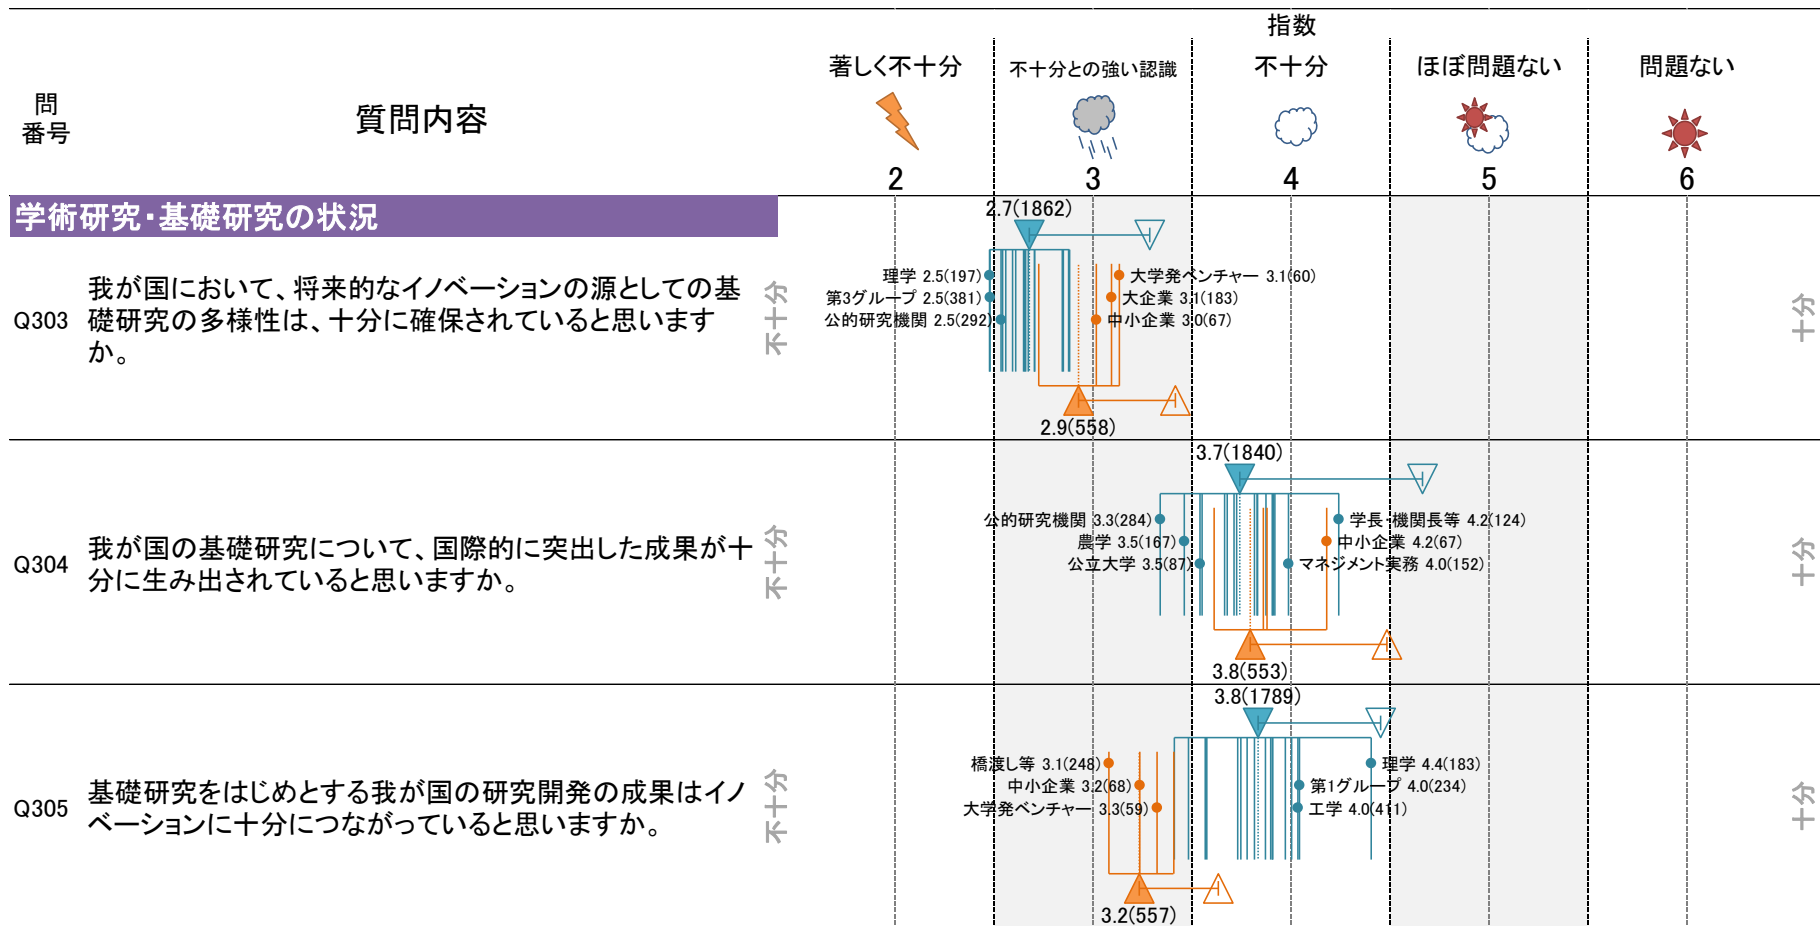 指数
著しく不十分
不十分との強い認識
不十分
ほぼ問題ない
問題ない
問
番号
質問内容
2
3
4
5
6
学術研究・基礎研究の状況
2.7(1862)
Q303
我が国において、将来的なイノベーションの源としての基
礎研究の多様性は、十分に確保されていると思います
か。
不十分
理学 2.5(197)
第3グループ 2.5(381)
公的研究機関 2.5(292)
大学発ベンチャー 3.1(60)
大企業 3.1(183)
中小企業 3.0(67)
十分
2.9(558)
3.7(1840)
Q304
我が国の基礎研究について、国際的に突出した成果が十
分に生み出されていると思いますか。
不十分
公的研究機関 3.3(284)
農学 3.5(167)
公立大学 3.5(87)
学長・機関長等 4.2(124)
中小企業 4.2(67)
マネジメント実務 4.0(152)
十分
3.8(553)
3.8(1789)
Q305
基礎研究をはじめとする我が国の研究開発の成果はイノ
ベーションに十分につながっていると思いますか。
不十分
橋渡し等 3.1(248)
中小企業 3.2(68)
大学発ベンチャー 3.3(59)
理学 4.4(183)
第1グループ 4.0(234)
工学 4.0(411)
十分
3.2(557)